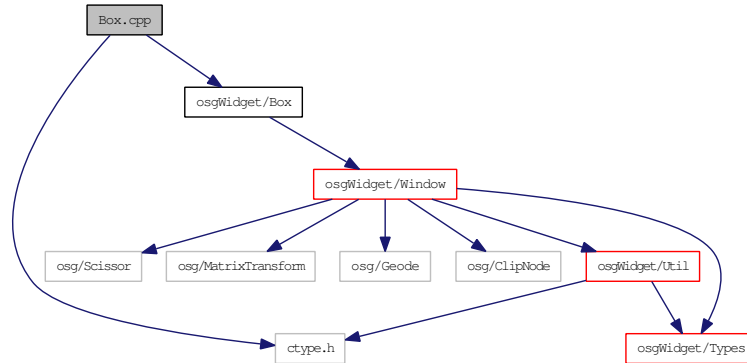 Box.cpp
osgWidget/Box
osgWidget/Window
osg/Scissor
osg/MatrixTransform
osg/Geode
osg/ClipNode
osgWidget/Util
ctype.h
osgWidget/Types